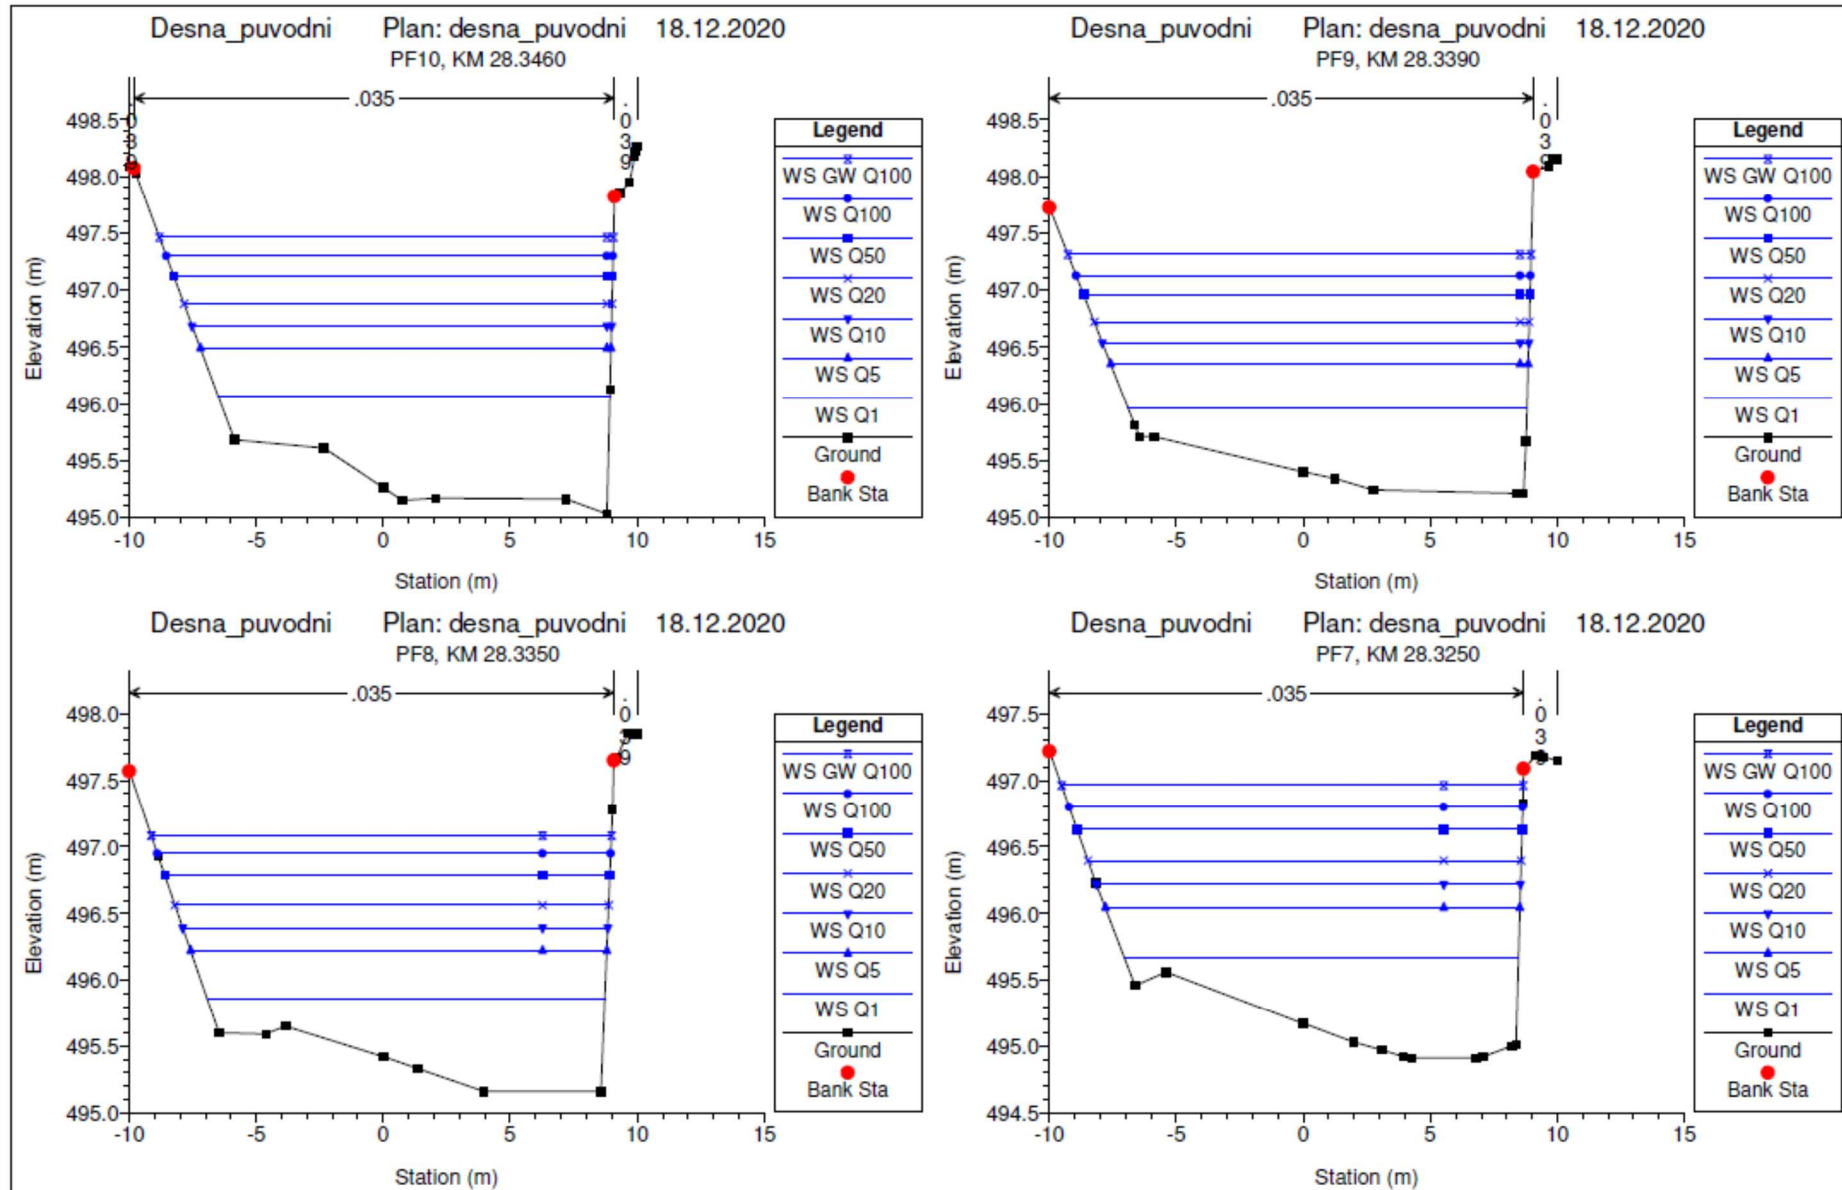 Desna_puvodni Plan: desna_puvodni 18.12.2020
PF10, KM 28.3460
.035
.039
.039
498.5
498.0
497.5
497.0
496.5
496.0
495.5
495.0
Elevation (m)
-10 -5 0 5 10 15
Station (m)
Legend
WS GW Q100
WS Q100
WS Q50
WS Q20
WS Q10
WS Q5
WS Q1
Ground
Bank Sta
Desna_puvodni Plan: desna_puvodni 18.12.2020
PF9, KM 28.3390
.035
.039
498.5
498.0
497.5
497.0
496.5
496.0
495.5
495.0
Elevation (m)
-10 -5 0 5 10 15
Station (m)
Legend
WS GW Q100
WS Q100
WS Q50
WS Q20
WS Q10
WS Q5
WS Q1
Ground
Bank Sta
Desna_puvodni Plan: desna_puvodni 18.12.2020
PF8, KM 28.3350
.035
.039
498.0
497.5
497.0
496.5
496.0
495.5
495.0
Elevation (m)
-10 -5 0 5 10 15
Station (m)
Legend
WS GW Q100
WS Q100
WS Q50
WS Q20
WS Q10
WS Q5
WS Q1
Ground
Bank Sta
Desna_puvodni Plan: desna_puvodni 18.12.2020
PF7, KM 28.3250
.035
497.5
497.0
496.5
496.0
495.5
495.0
494.5
Elevation (m)
-10 -5 0 5 10 15
Station (m)
Legend
WS GW Q100
WS Q100
WS Q50
WS Q20
WS Q10
WS Q5
WS Q1
Ground
Bank Sta